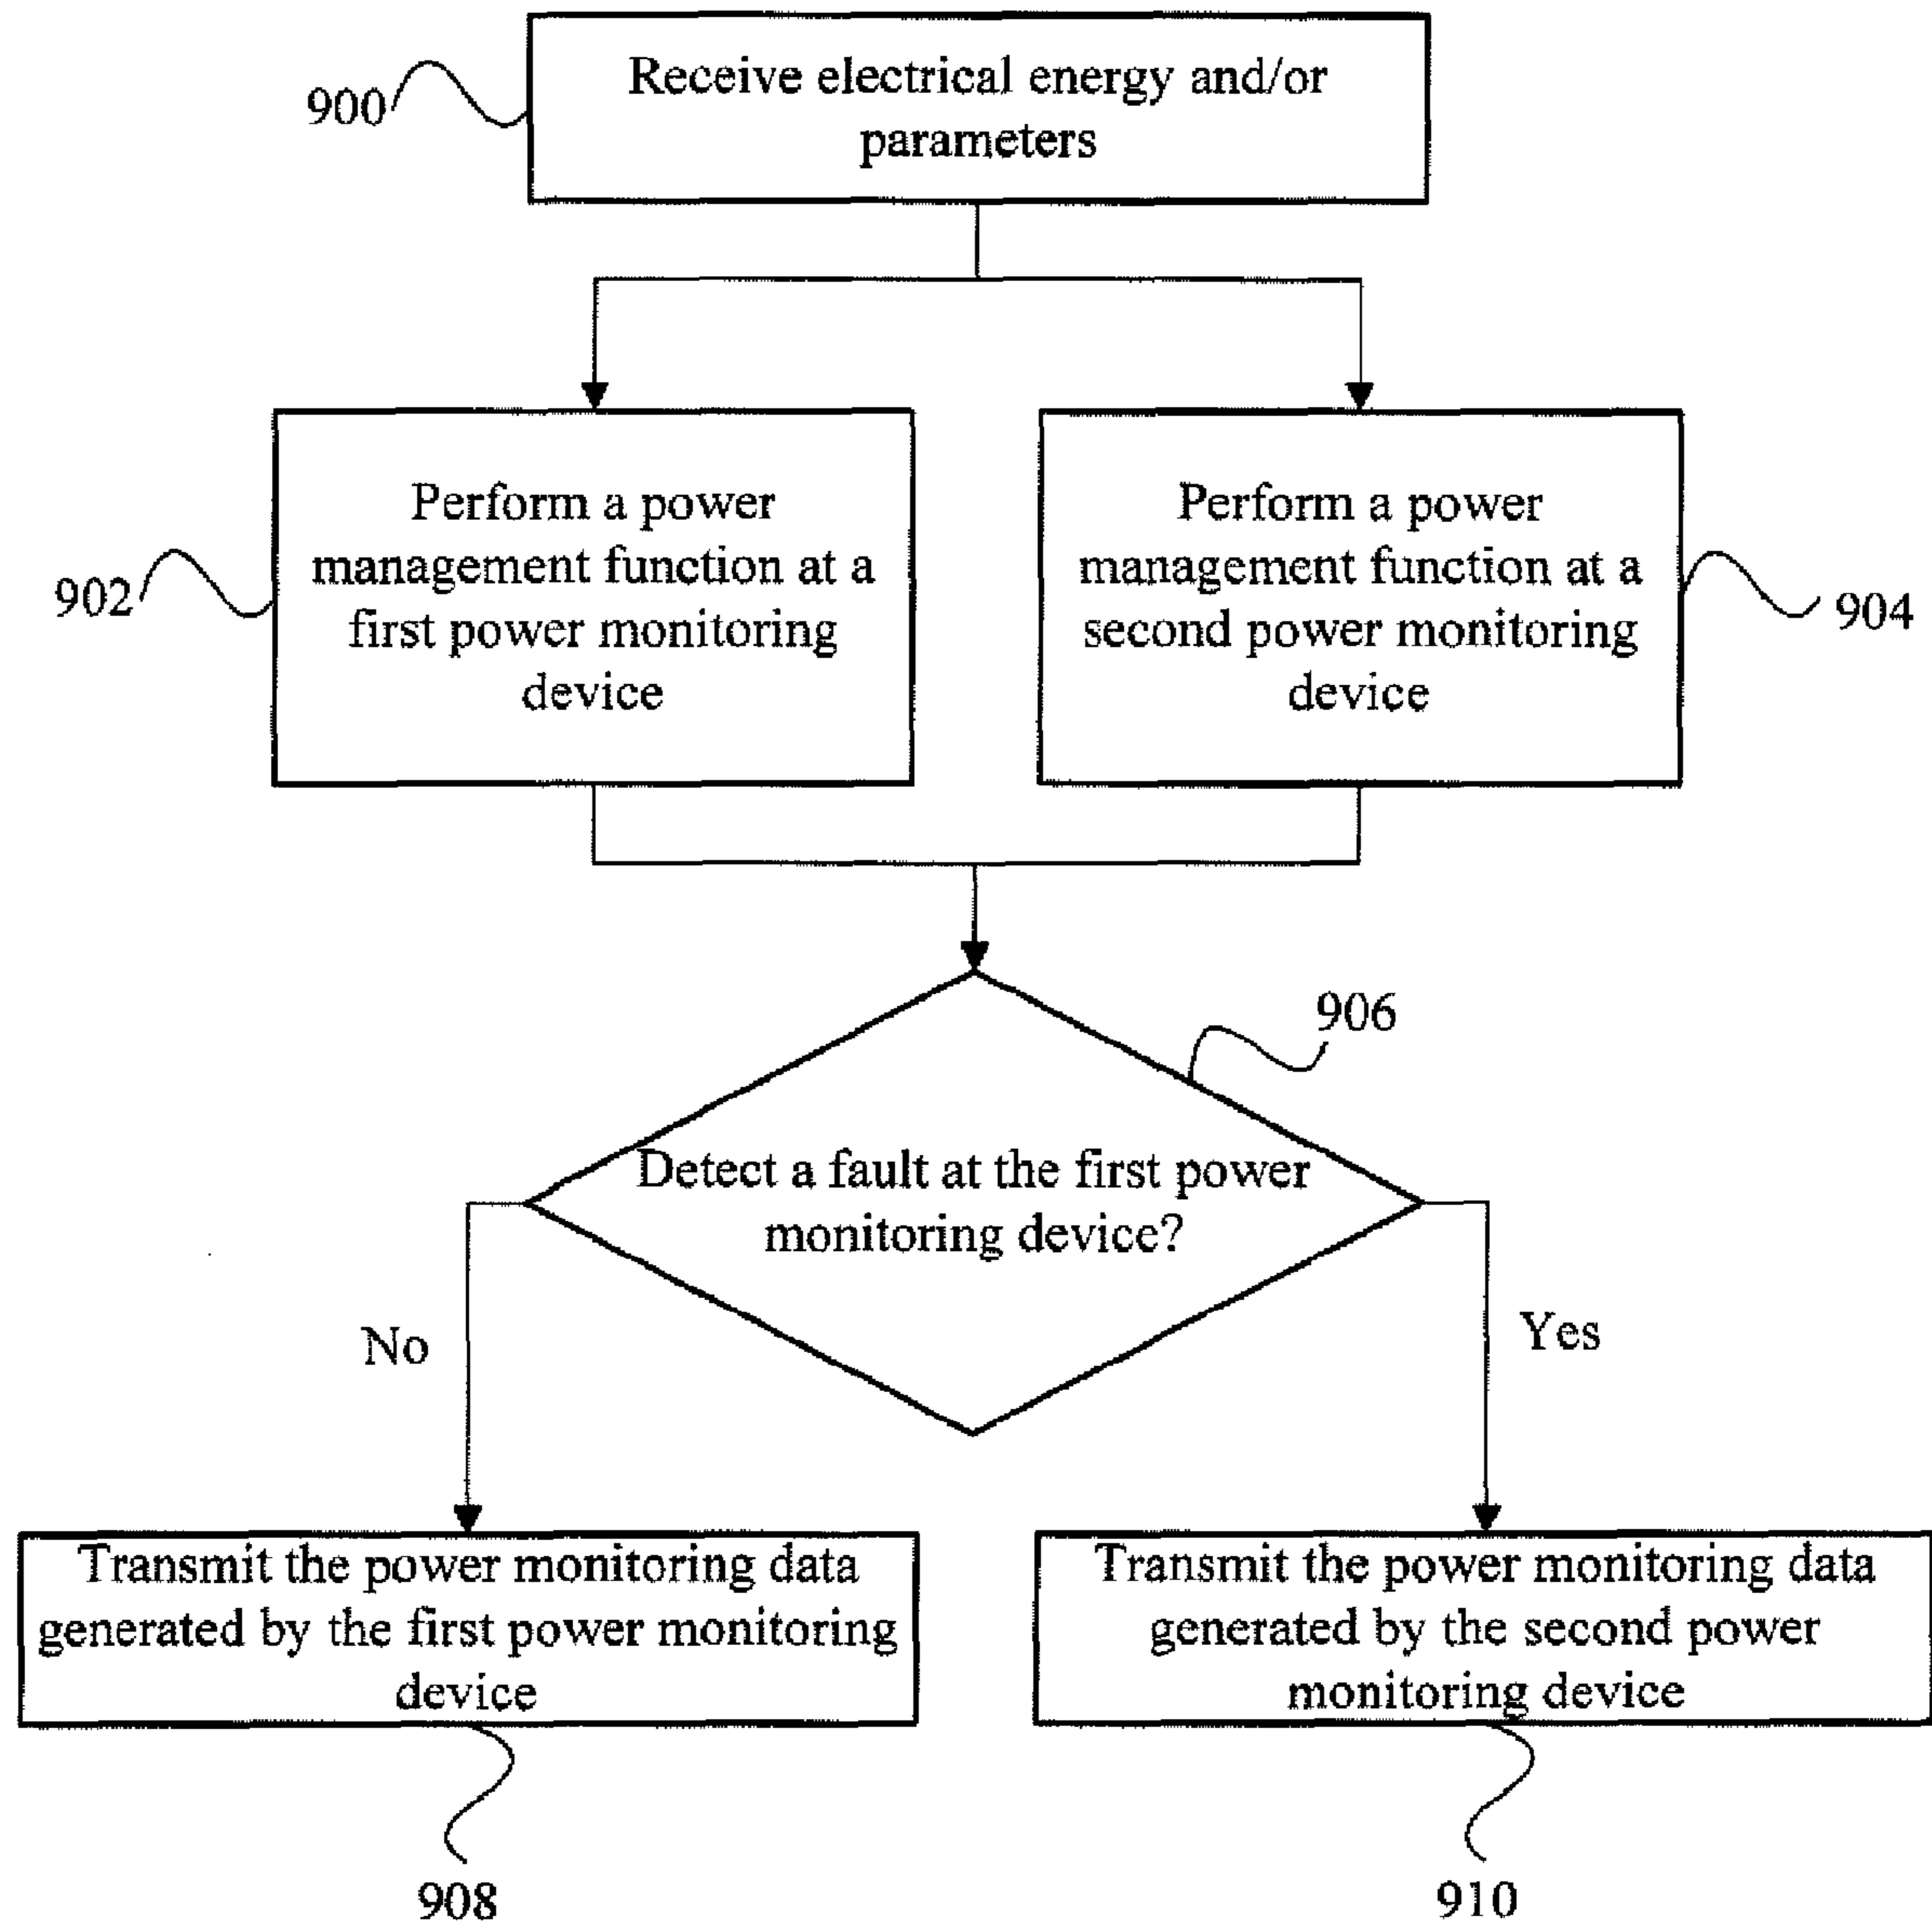 Receive electrical energy and/or
parameters
900
Perform a power
management function at a
first power monitoring
device
902
Perform a power
management function at a
second power monitoring
device
904
906
Detect a fault at the first power
monitoring device?
No
Yes
Transmit the power monitoring data
generated by the first power monitoring
device
908
Transmit the power monitoring data
generated by the second power
monitoring device
910